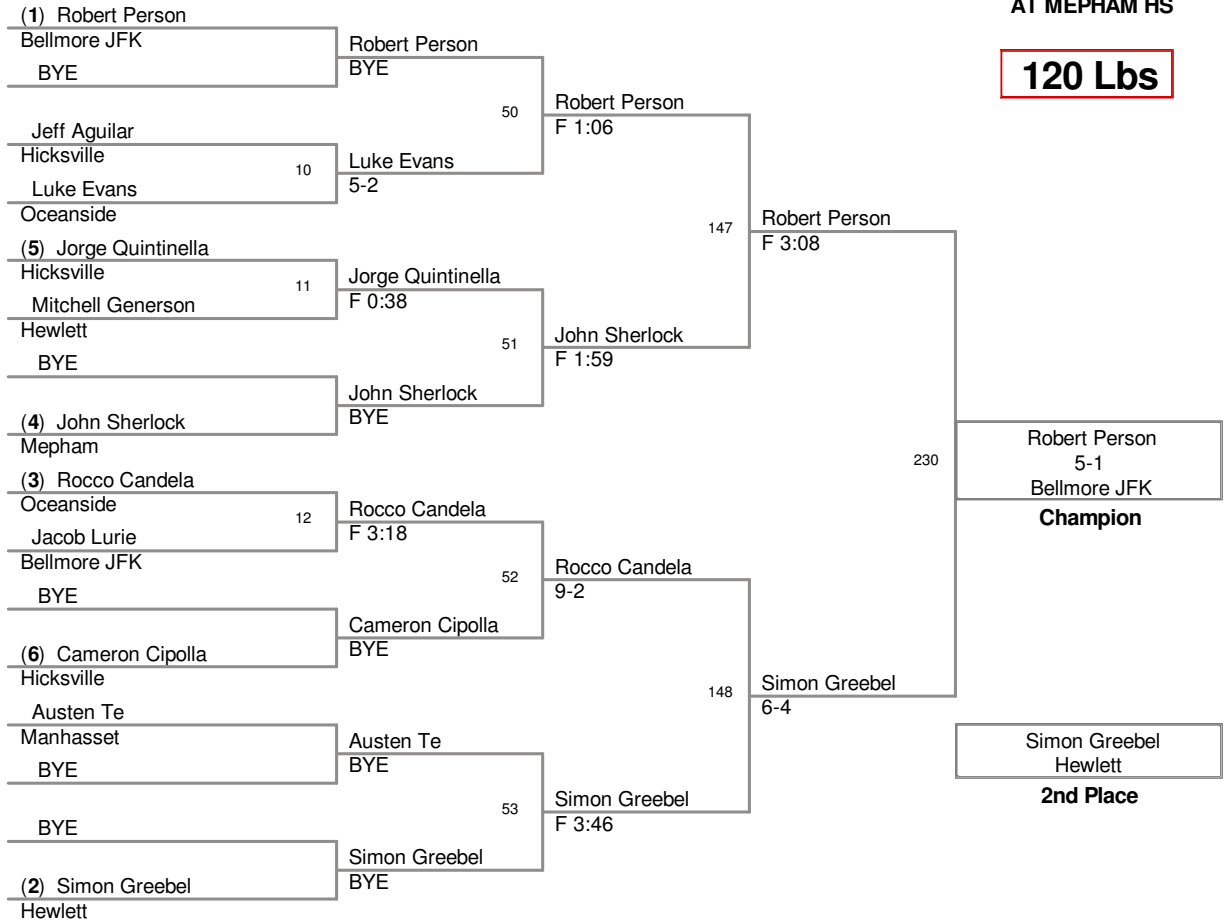 AT MEPHAM HS
120 Lbs
(1) Robert Person
Bellmore JFK
BYE
Jeff Aguilar
Hicksville
10
Luke Evans
Oceanside
(5) Jorge Quintinella
Hicksville
11
Mitchell Generson
Hewlett
BYE
(4) John Sherlock
Mepham
(3) Rocco Candela
Oceanside
12
Jacob Lurie
Bellmore JFK
BYE
(6) Cameron Cipolla
Hicksville
Austen Te
Manhasset
BYE
BYE
(2) Simon Greebel
Hewlett
Robert Person
BYE
50
Luke Evans
5-2
Jorge Quintinella
F 0:38
51
John Sherlock
BYE
Rocco Candela
F 3:18
52
Cameron Cipolla
BYE
Austen Te
BYE
53
Simon Greebel
BYE
Robert Person
F 1:06
147
John Sherlock
F 1:59
Rocco Candela
9-2
148
Simon Greebel
F 3:46
Robert Person
F 3:08
230
Simon Greebel
6-4
Robert Person
5-1
Bellmore JFK
Champion
Simon Greebel
Hewlett
2nd Place